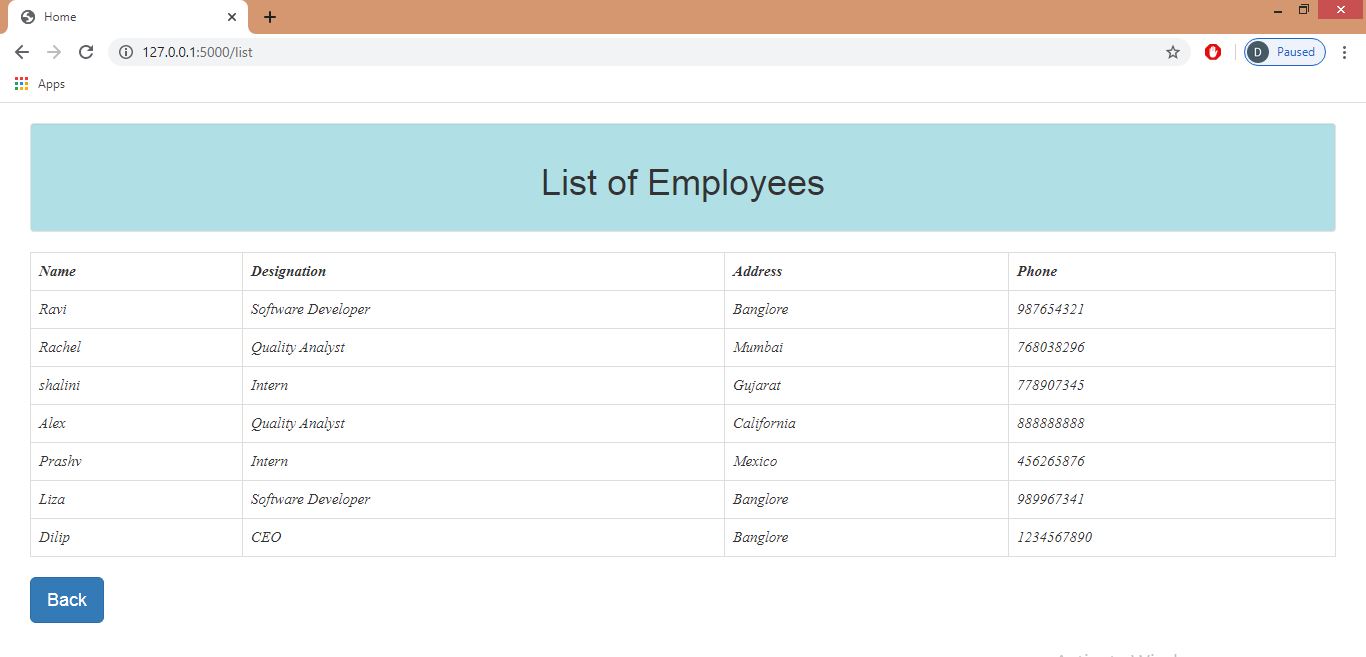 Home
127.0.0.1:5000/list
D Paused
Apps
List of Employees
Name Designation Address Phone
Ravi Software Developer Banglore 987654321
Rachel Quality Analyst Mumbai 768038296
shalini Intern Gujarat 778907345
Alex Quality Analyst California 888888888
Prashv Intern Mexico 456265876
Liza Software Developer Banglore 989967341
Dilip CEO Banglore 1234567890
Back